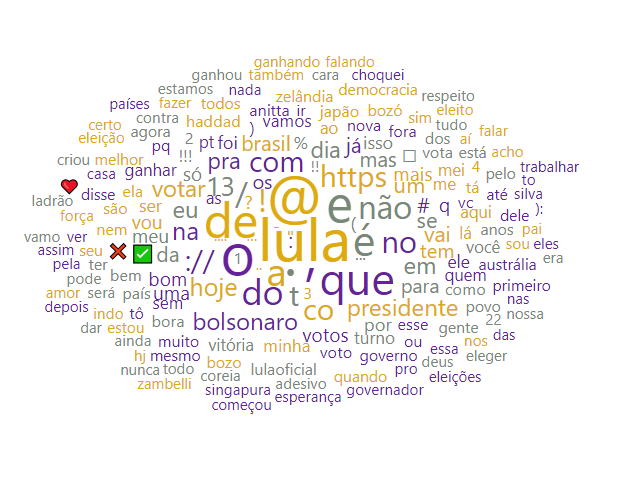 ganhando falando
ganhou também cara choquei
estamos nada zelândia democracia respeito
países fazer todos anitta ir japão bozó sim eleito
certo contra haddad ) vamos ao nova fora tudo
eleição agora 2 pt foi brasil % dia já isso dos aí falar
pq !!! mas □ vota está acho
criou melhor ganhar só pra com !! https mais mei 4 pelo trabalhar
❤ casa votar 13 / os ! @ um me tá to
ladrão disse ela as ? e não # q vc até silva
força são ser eu de ( se aqui dele ):
vamo ver nem vou na " lula é no vai lá anos pai
assim seu ❌ ✅ meu da :// o 1 : ... tem você sou eles
pela ter .. a • , que em ele austrália era
pode bem bom hoje do t 3 para como quem primeiro
amor será país uma co presidente povo nas
depois indo tô sem bolsonaro votos por esse gente 22 nossa
dar estou bora turno ou nos das
ainda muito vitória minha voto governo essa
hj mesmo bozo deus eleger
nunca todo coreia lulaoficial quando pro eleições
zambelli singapura adesivo governador
começou esperança